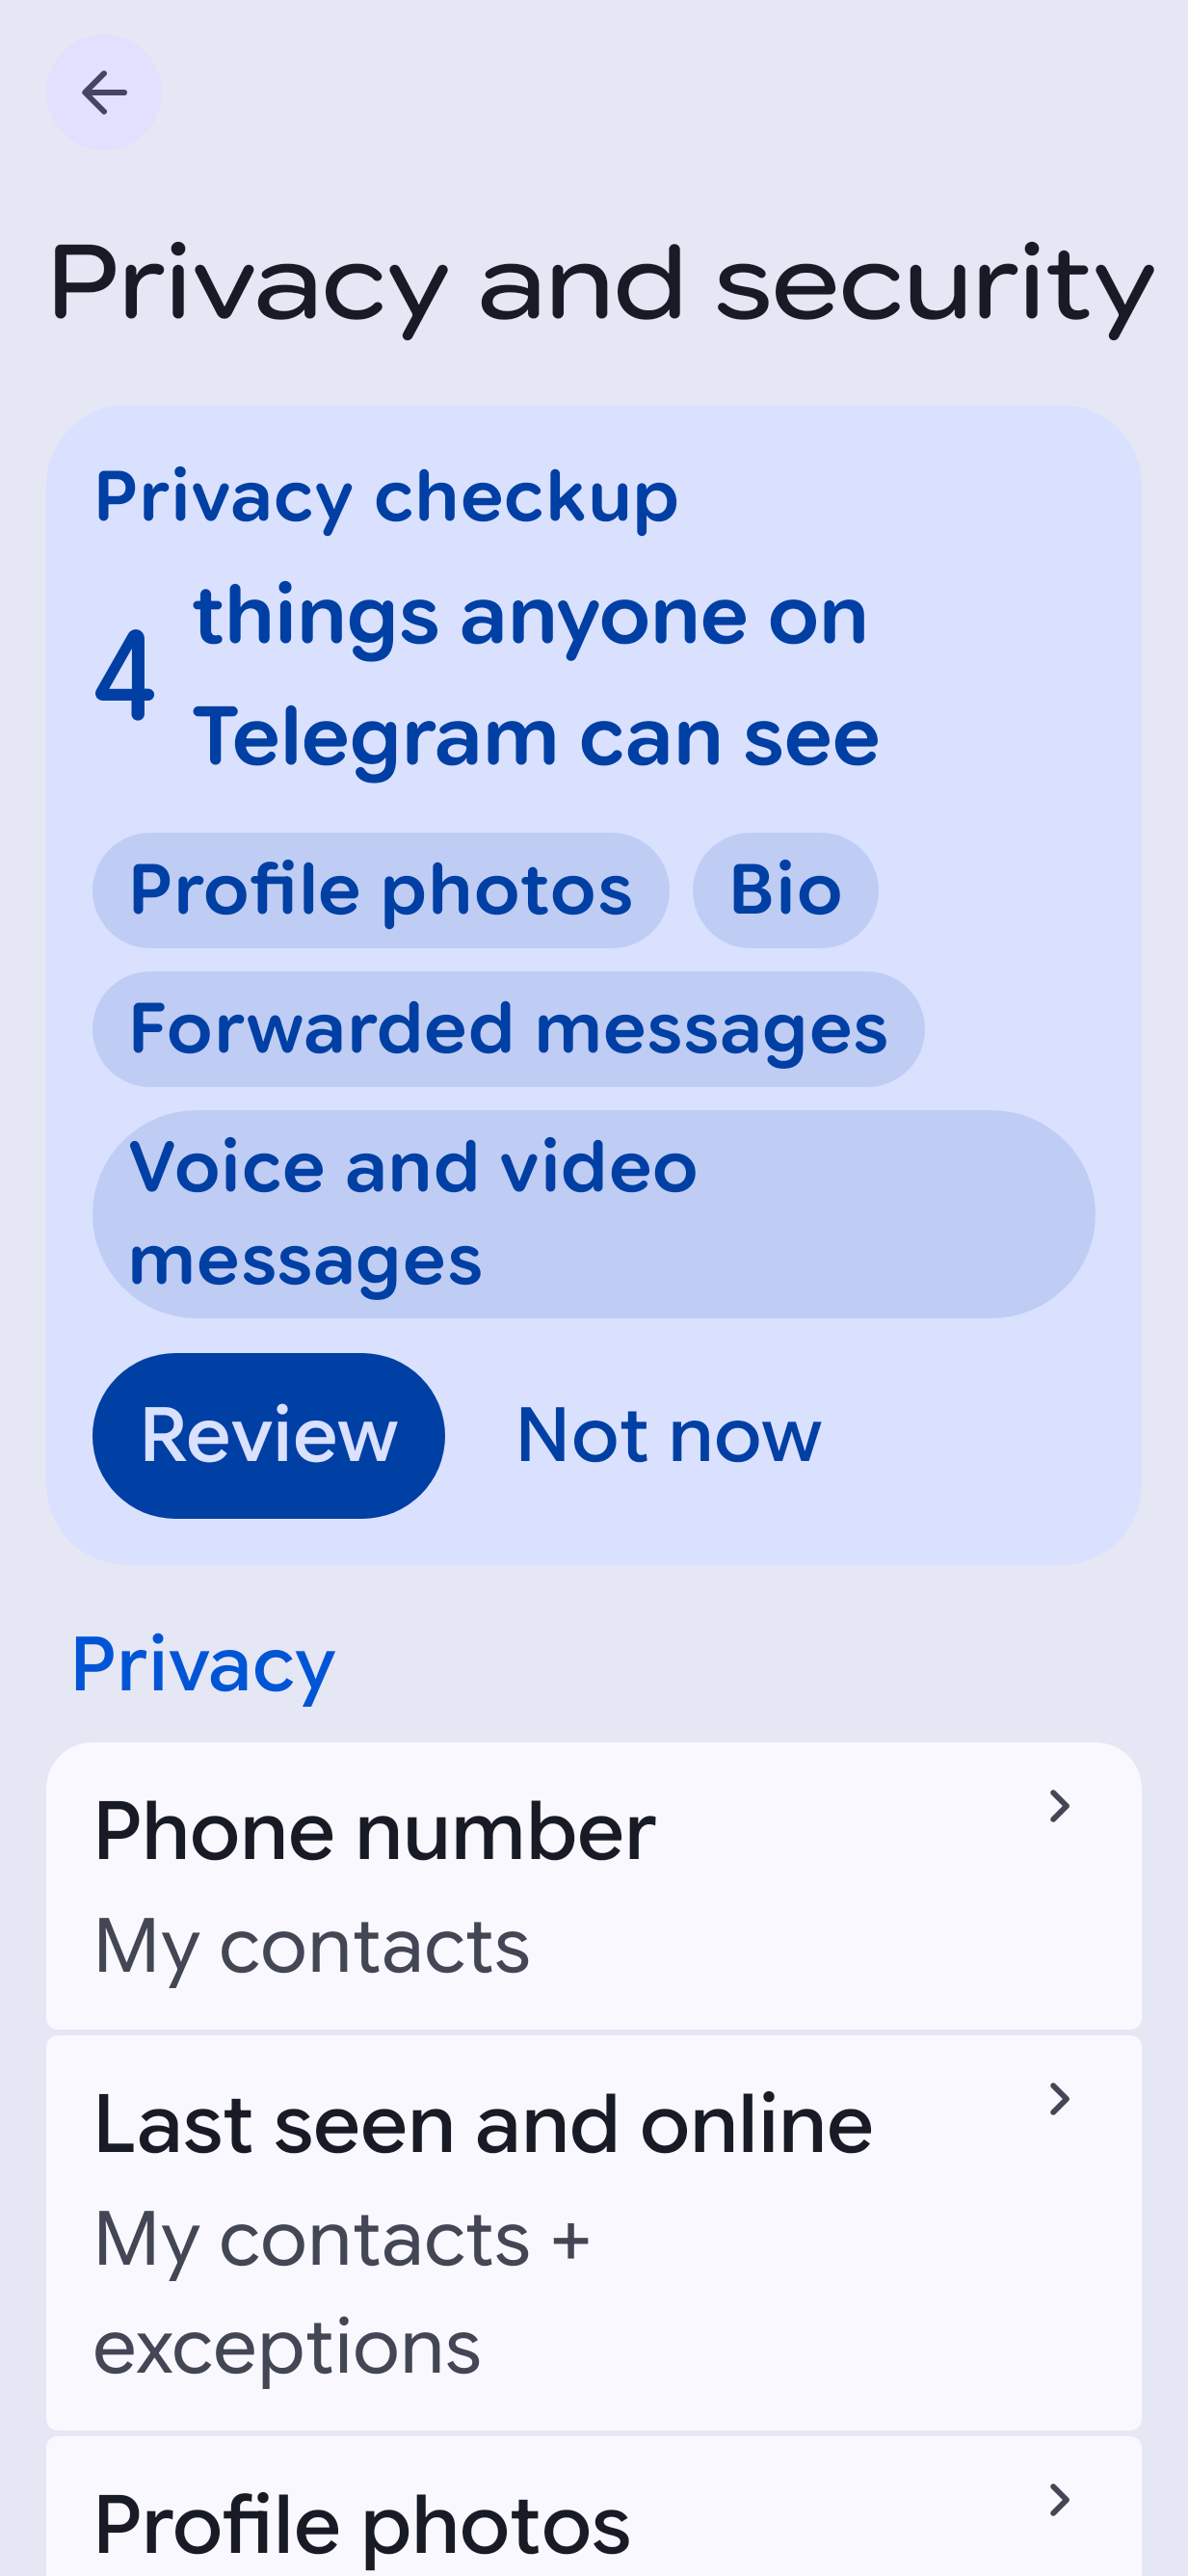 Privacy and security
Privacy checkup
4 things anyone on
Telegram can see
Profile photos
Bio
Forwarded messages
Voice and video
messages
Review
Not now
Privacy
Phone number
My contacts
Last seen and online
My contacts +
exceptions
Profile photos